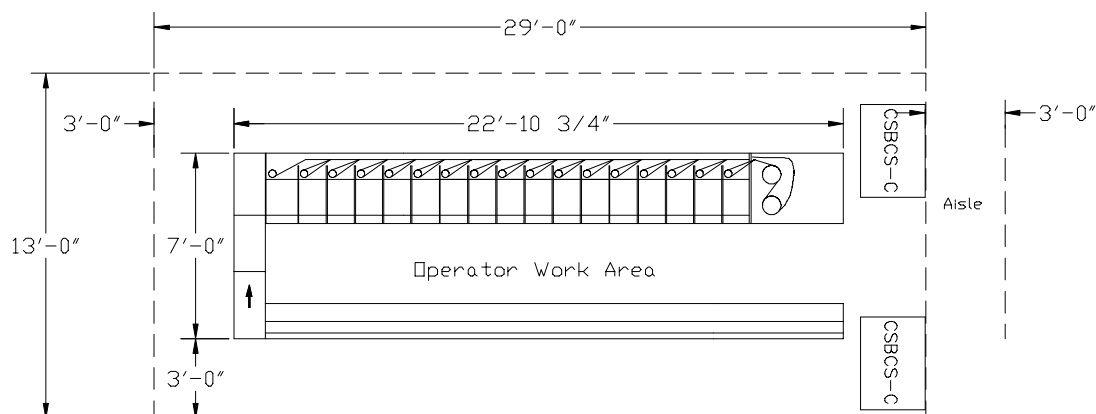 29'-0"
3'-0"
22'-10 3/4"
3'-0"
CSBCS-C
Aisle
13'-0"
7'-0"
Operator Work Area
3'-0"
CSBCS-C